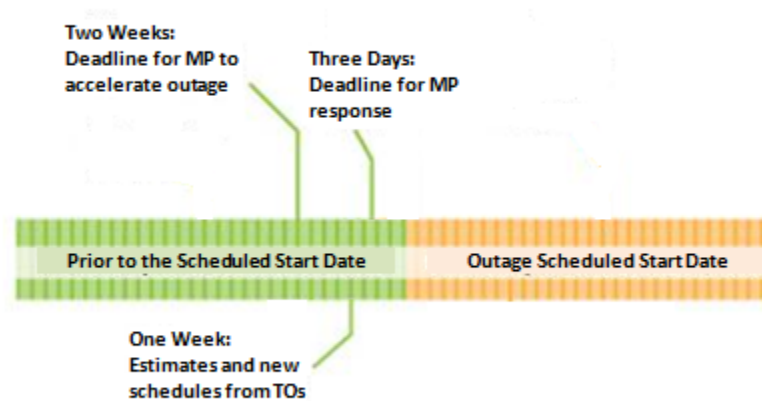 Two Weeks:
Deadline for MP to
accelerate outage
Three Days:
Deadline for MP
response
Prior to the Scheduled Start Date
Outage Scheduled Start Date
One Week:
Estimates and new
schedules from TOs